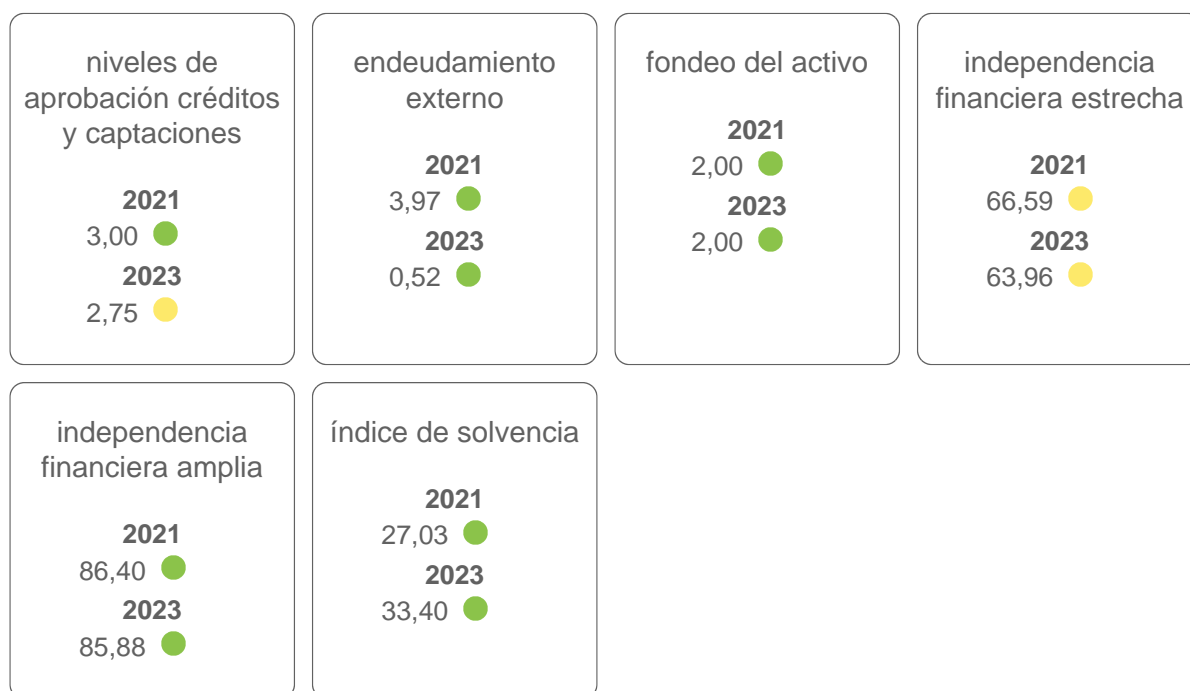 niveles de
aprobación créditos
y captaciones
2021
3,00
2023
2,75
endeudamiento
externo
2021
3,97
2023
0,52
fondeo del activo
2021
2,00
2023
2,00
independencia
financiera estrecha
2021
66,59
2023
63,96
independencia
financiera amplia
2021
86,40
2023
85,88
índice de solvencia
2021
27,03
2023
33,40